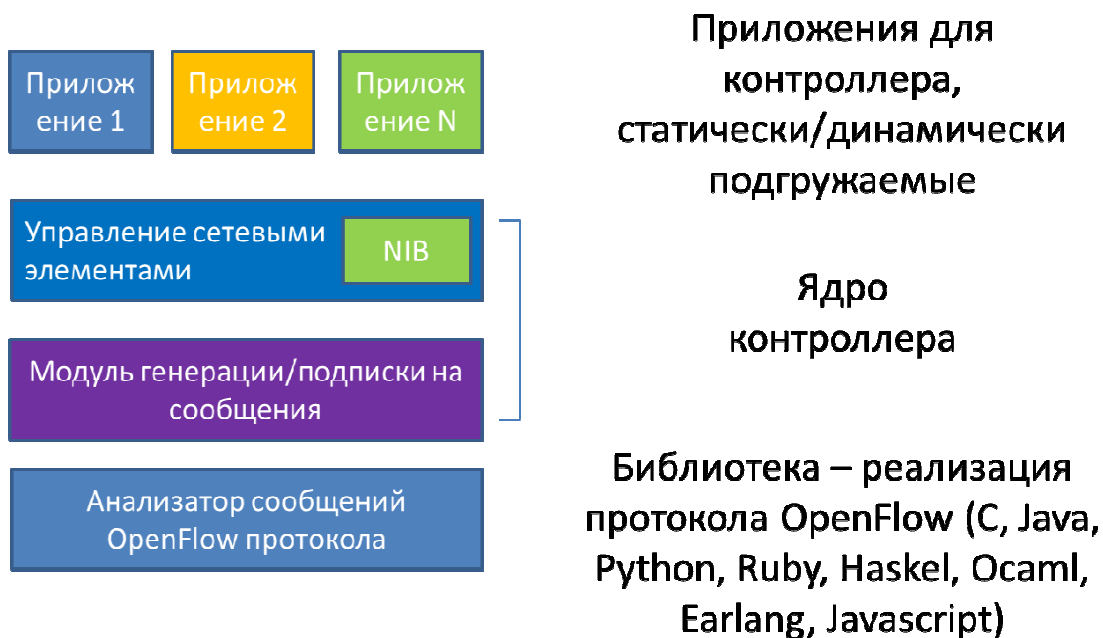 Прилож
ение 1
Прилож
ение 2
Прилож
ение N
Приложения для
контроллера,
статически/динамически
подгружаемые
Управление сетевыми
элементами
NIB
Ядро
контроллера
Модуль генерации/подписки на
сообщения
Анализатор сообщений
OpenFlow протокола
Библиотека – реализация
протокола OpenFlow (C, Java,
Python, Ruby, Haskel, Ocaml,
Earlang, Javascript)